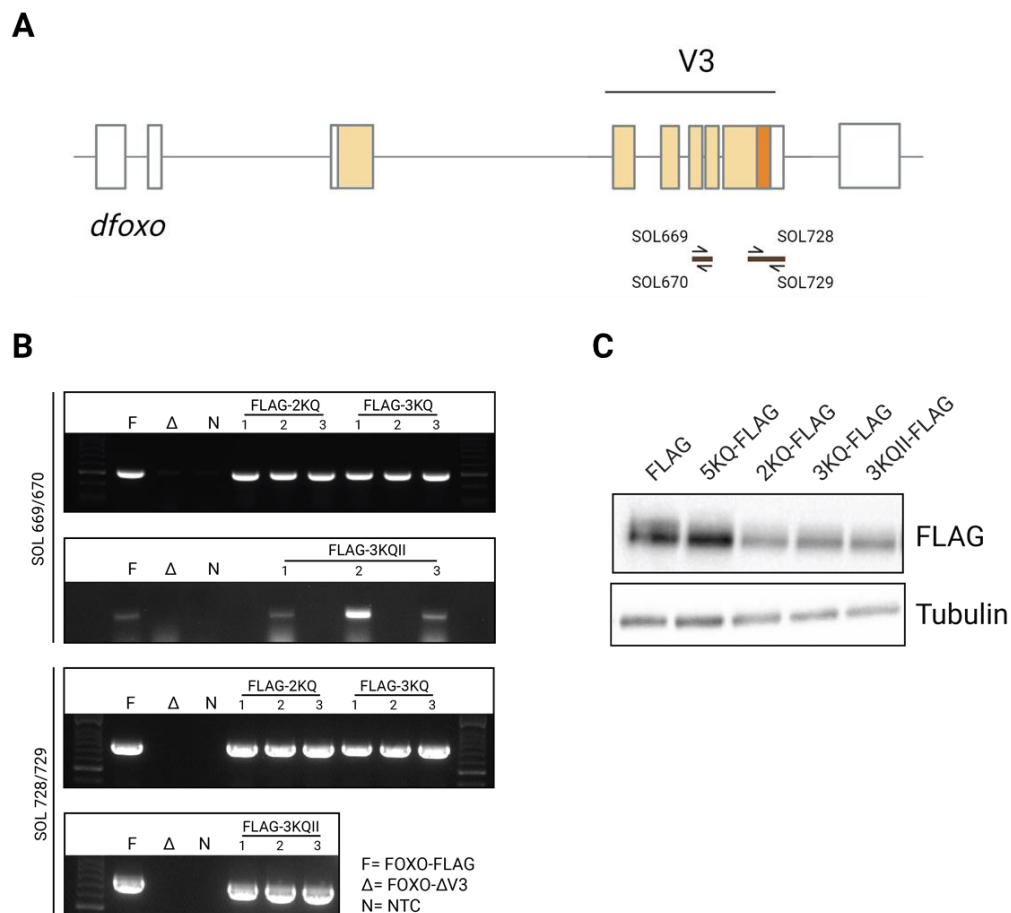 A
V3
dfoxo
SOL669
SOL728
SOL670
SOL729
B
C
SOL 669/670
FLAG-2KQ
FLAG-3KQ
F Δ N 1 2 3 1 2 3
FLAG-3KQII
F Δ N 1 2 3
SOL 728/729
FLAG-2KQ
FLAG-3KQ
F Δ N 1 2 3 1 2 3
FLAG-3KQII
F Δ N 1 2 3
F= FOXO-FLAG
Δ= FOXO-ΔV3
N= NTC
FLAG
5KQ-FLAG
2KQ-FLAG
3KQ-FLAG
3KQII-FLAG
FLAG
Tubulin